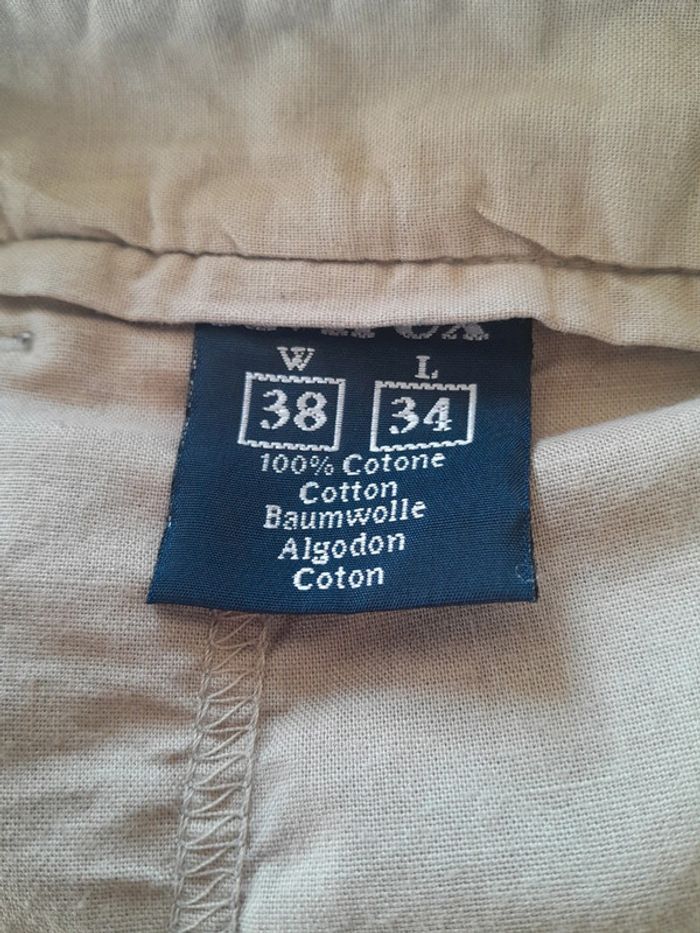 W L
38 34
100% Cotone
Cotton
Baumwolle
Algodon
Coton